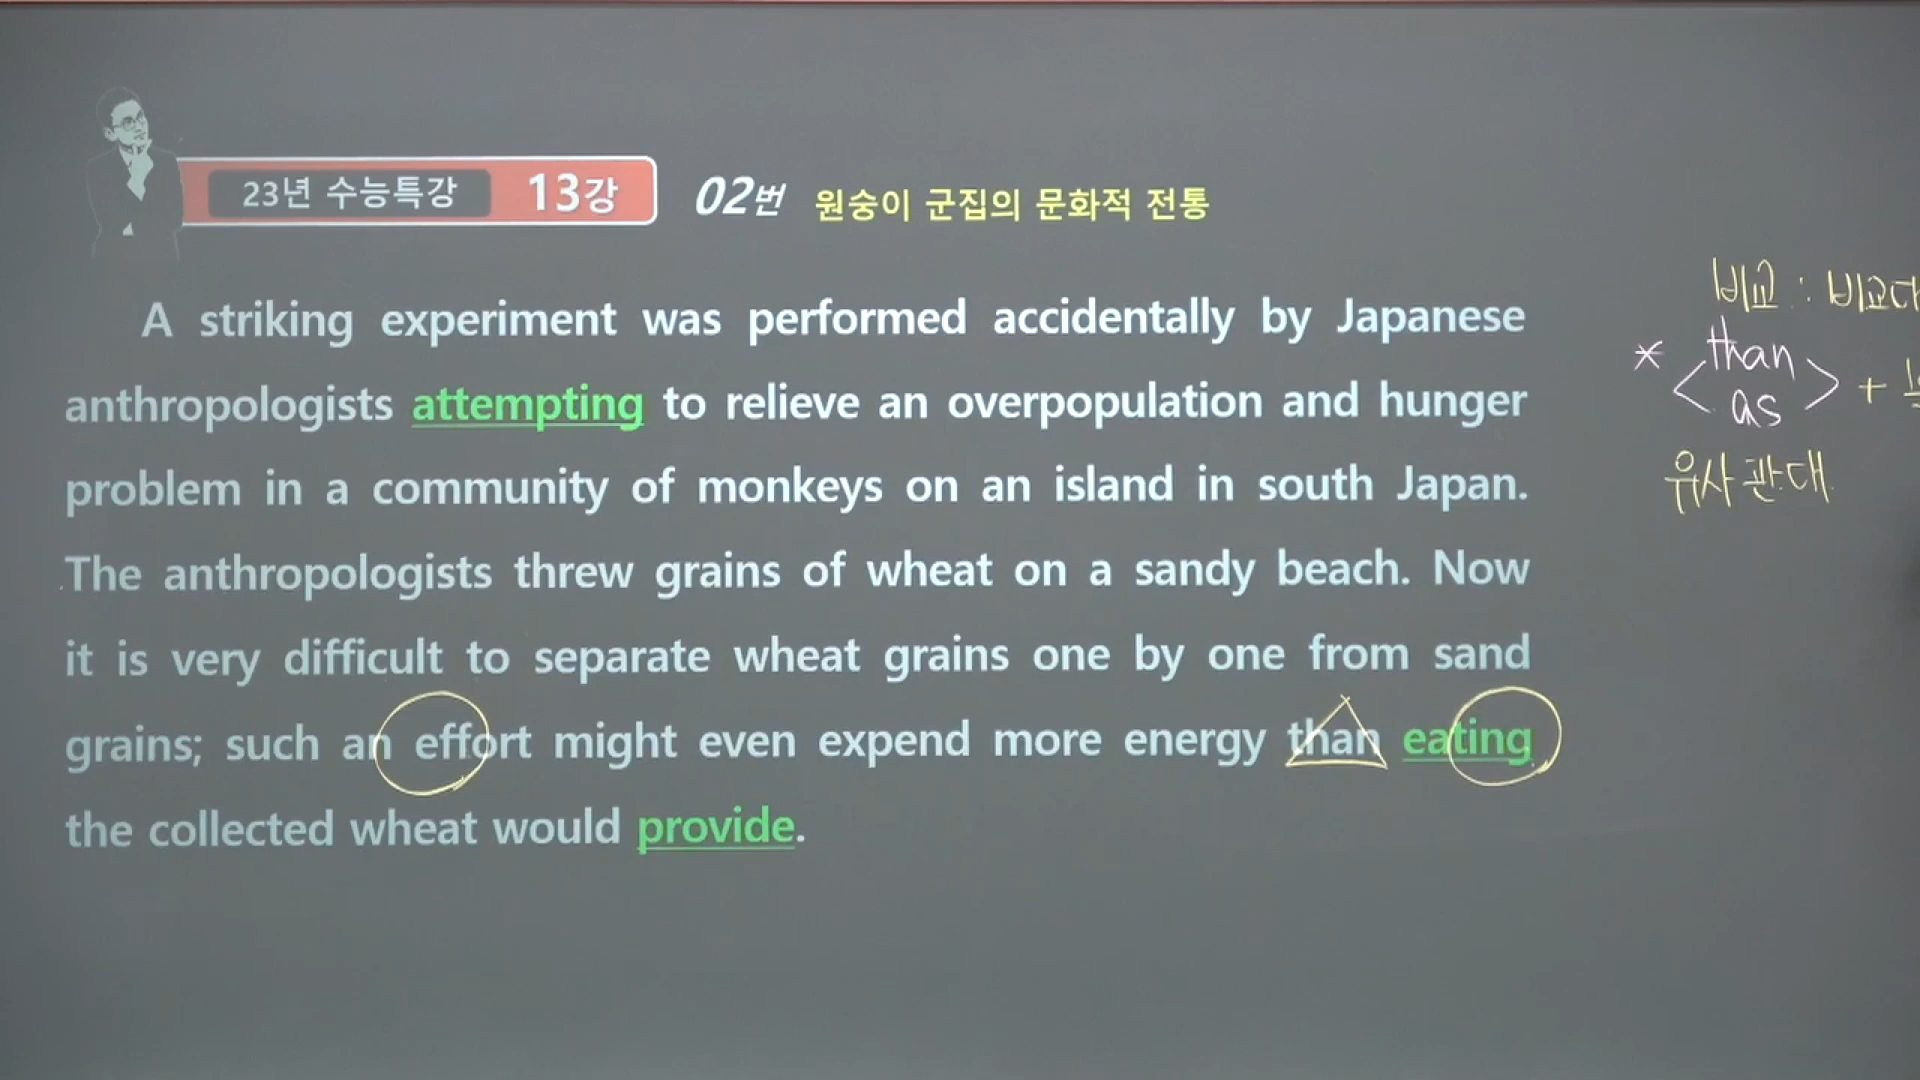 23년 수능특강 13강 02번 원숭이 군집의 문화적 전통
A striking experiment was performed accidentally by Japanese
anthropologists attempting to relieve an overpopulation and hunger
problem in a community of monkeys on an island in south Japan.
The anthropologists threw grains of wheat on a sandy beach. Now
it is very difficult to separate wheat grains one by one from sand
grains; such an effort might even expend more energy than eating
the collected wheat would provide.
비교 : 비교
* < than
as > +
유사관대